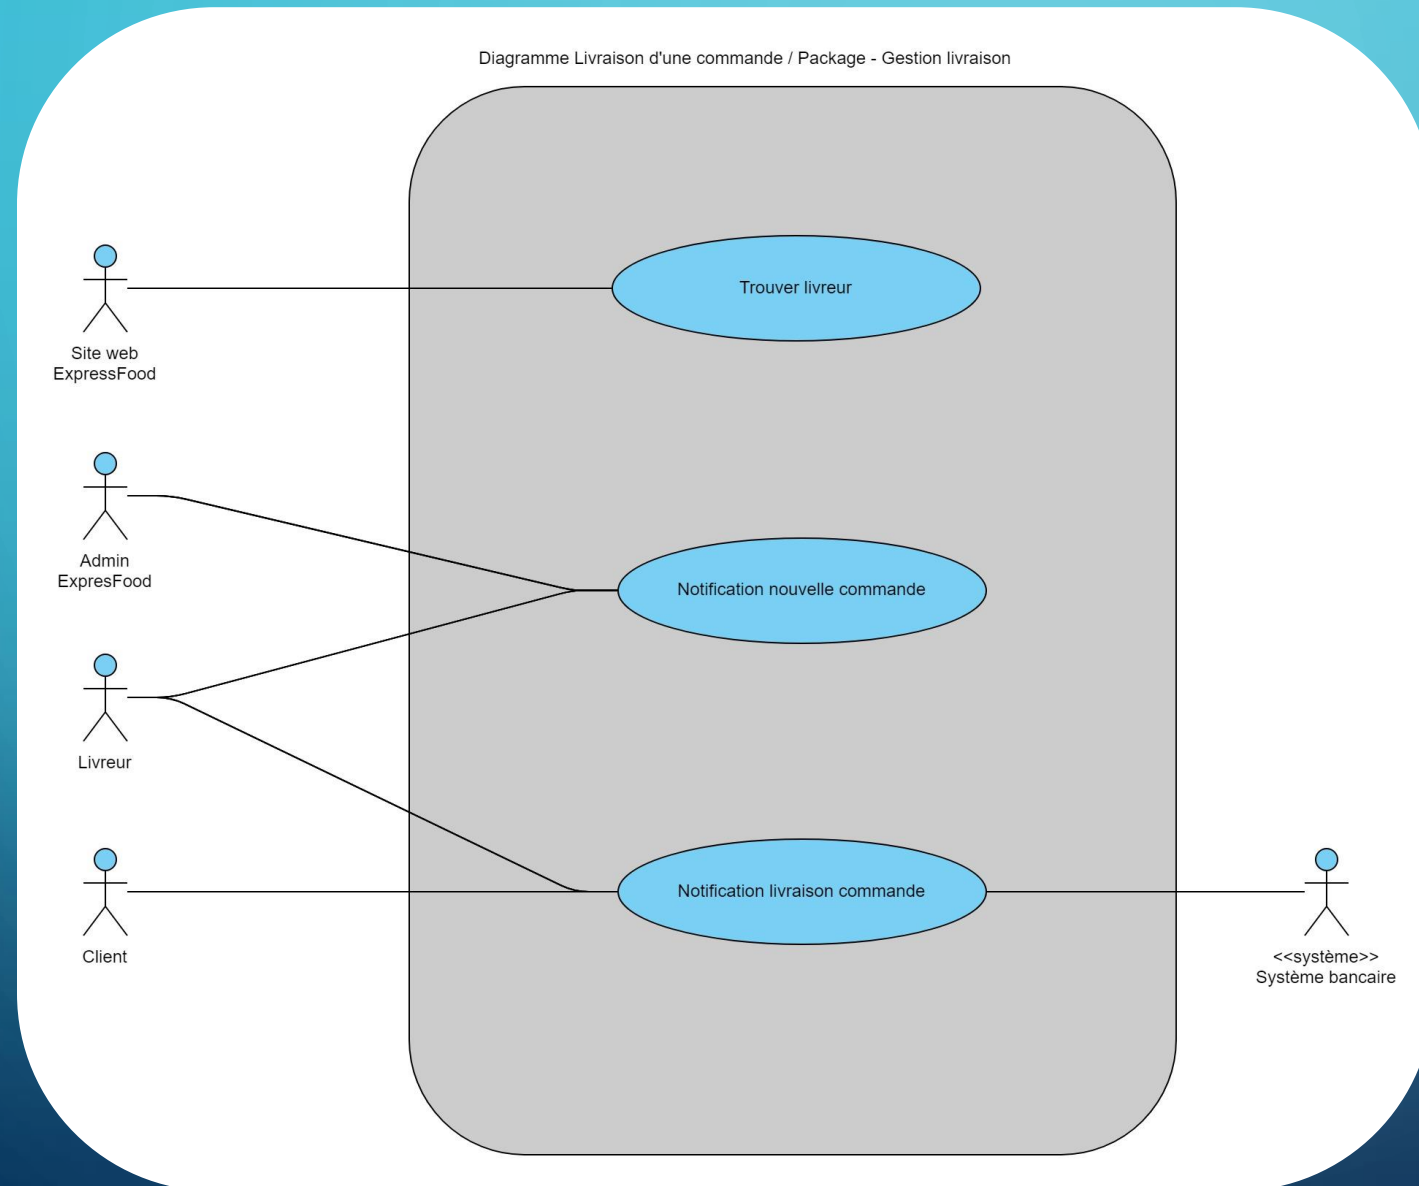 Diagramme Livraison d'une commande / Package - Gestion livraison
Trouver livreur
Site web
ExpressFood
Admin
ExpresFood
Notification nouvelle commande
Livreur
Client
Notification livraison commande
<<système>>
Système bancaire